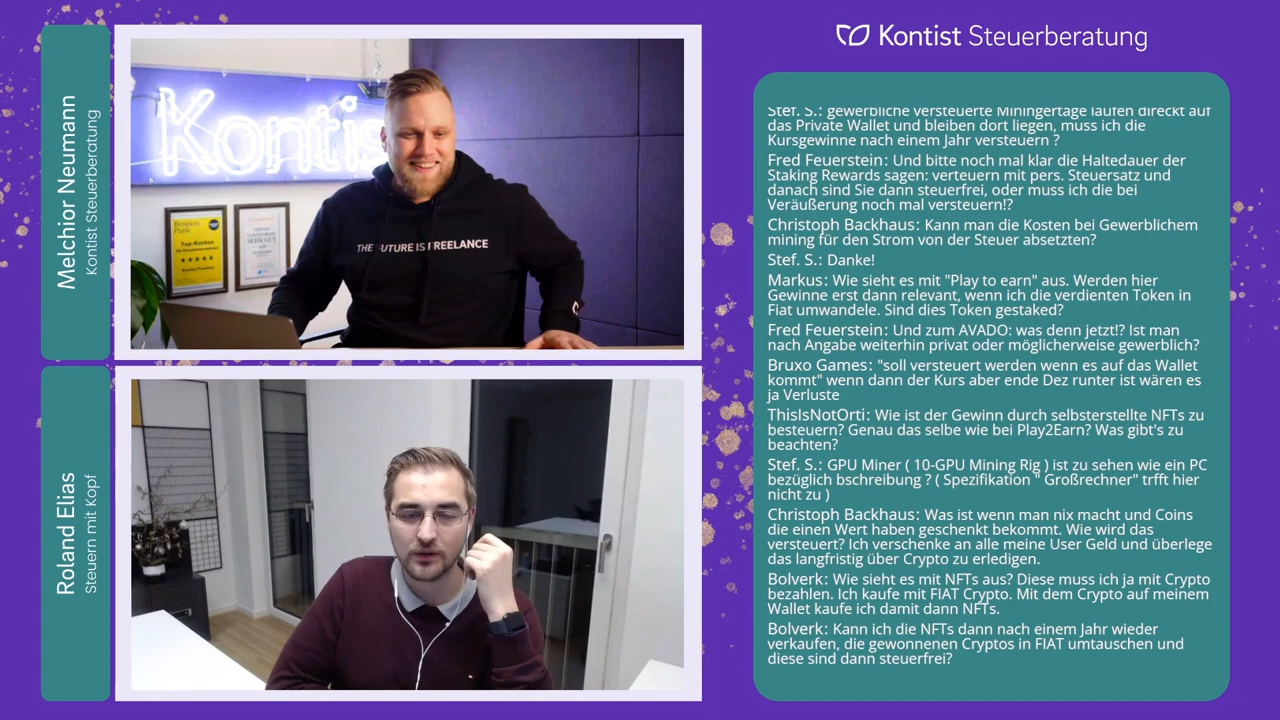 Melchior Neumann
Kontist Steuerberatung
Kontis
Business Punk
Top-Konten
SEHR GUT
THE FUTURE IS FREELANCE
Roland Elias
Steuern mit Kopf
Kontist Steuerberatung
Stef. S.: gewerbliche versteuerte Miningertäge laufen direckt auf
das Private Wallet und bleiben dort liegen, muss ich die
Kursgewinne nach einem Jahr versteuern ?
Fred Feuerstein: Und bitte noch mal klar die Haltedauer der
Staking Rewards sagen: verteuern mit pers. Steuersatz und
danach sind Sie dann steuerfrei, oder muss ich die bei
Veräußerung noch mal versteuern!?
Christoph Backhaus: Kann man die Kosten bei Gewerblichem
mining für den Strom von der Steuer absetzten?
Stef. S.: Danke!
Markus: Wie sieht es mit "Play to earn" aus. Werden hier
Gewinne erst dann relevant, wenn ich die verdienten Token in
Fiat umwandele. Sind dies Token gestaked?
Fred Feuerstein: Und zum AVADO: was denn jetzt!? Ist man
nach Angabe weiterhin privat oder möglicherweise gewerblich?
Bruxo Games: "soll versteuert werden wenn es auf das Wallet
kommt" wenn dann der Kurs aber ende Dez runter ist wären es
ja Verluste
ThisIsNotOrti: Wie ist der Gewinn durch selbsterstellte NFTs zu
besteuern? Genau das selbe wie bei Play2Earn? Was gibt's zu
beachten?
Stef. S.: GPU Miner ( 10-GPU Mining Rig ) ist zu sehen wie ein PC
bezüglich bschreibung ? ( Spezifikation " Großrechner" trfft hier
nicht zu )
Christoph Backhaus: Was ist wenn man nix macht und Coins
die einen Wert haben geschenkt bekommt. Wie wird das
versteuert? Ich verschenke an alle meine User Geld und überlege
das langfristig über Crypto zu erledigen.
Bolverk: Wie sieht es mit NFTs aus? Diese muss ich ja mit Crypto
bezahlen. Ich kaufe mit FIAT Crypto. Mit dem Crypto auf meinem
Wallet kaufe ich damit dann NFTs.
Bolverk: Kann ich die NFTs dann nach einem Jahr wieder
verkaufen, die gewonnenen Cryptos in FIAT umtauschen und
diese sind dann steuerfrei?